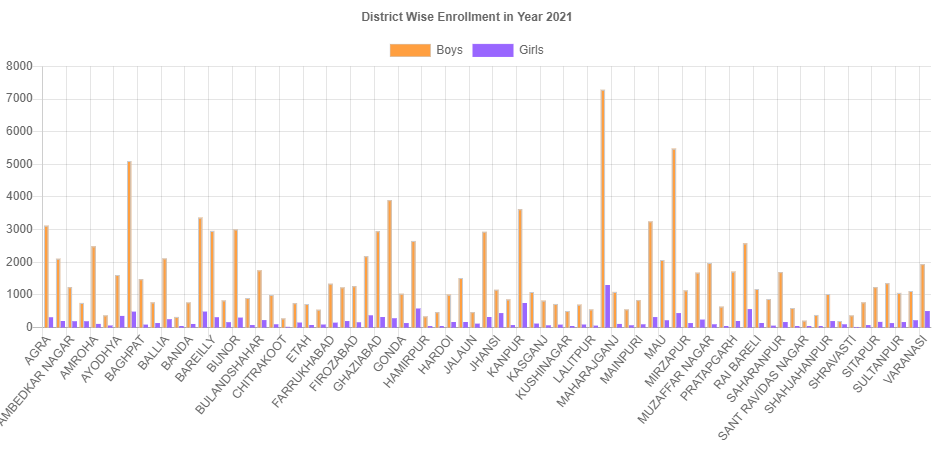 District Wise Enrollment in Year 2021
Boys Girls
8000
7000
6000
5000
4000
3000
2000
1000
0
AGRA
AMBEDKAR NAGAR
AMROHA
AYODHYA
BAGHPAT
BALLIA
BANDA
BAREILLY
BIJNOR
BULANDSHAHAR
CHITRAKOOT
ETAH
FARRUKHABAD
FIROZABAD
GHAZIABAD
GONDA
HAMIRPUR
HARDOI
JALAUN
JHANSI
KANPUR
KASGANJ
KUSHINAGAR
LALITPUR
MAHARAJGANJ
MAINPURI
MAU
MIRZAPUR
MUZAFFAR NAGAR
PRATAPGARH
RAI BARELI
SAHARANPUR
SANT RAVIDAS NAGAR
SHAHJAHANPUR
SHRAVASTI
SITAPUR
SULTANPUR
VARANASI